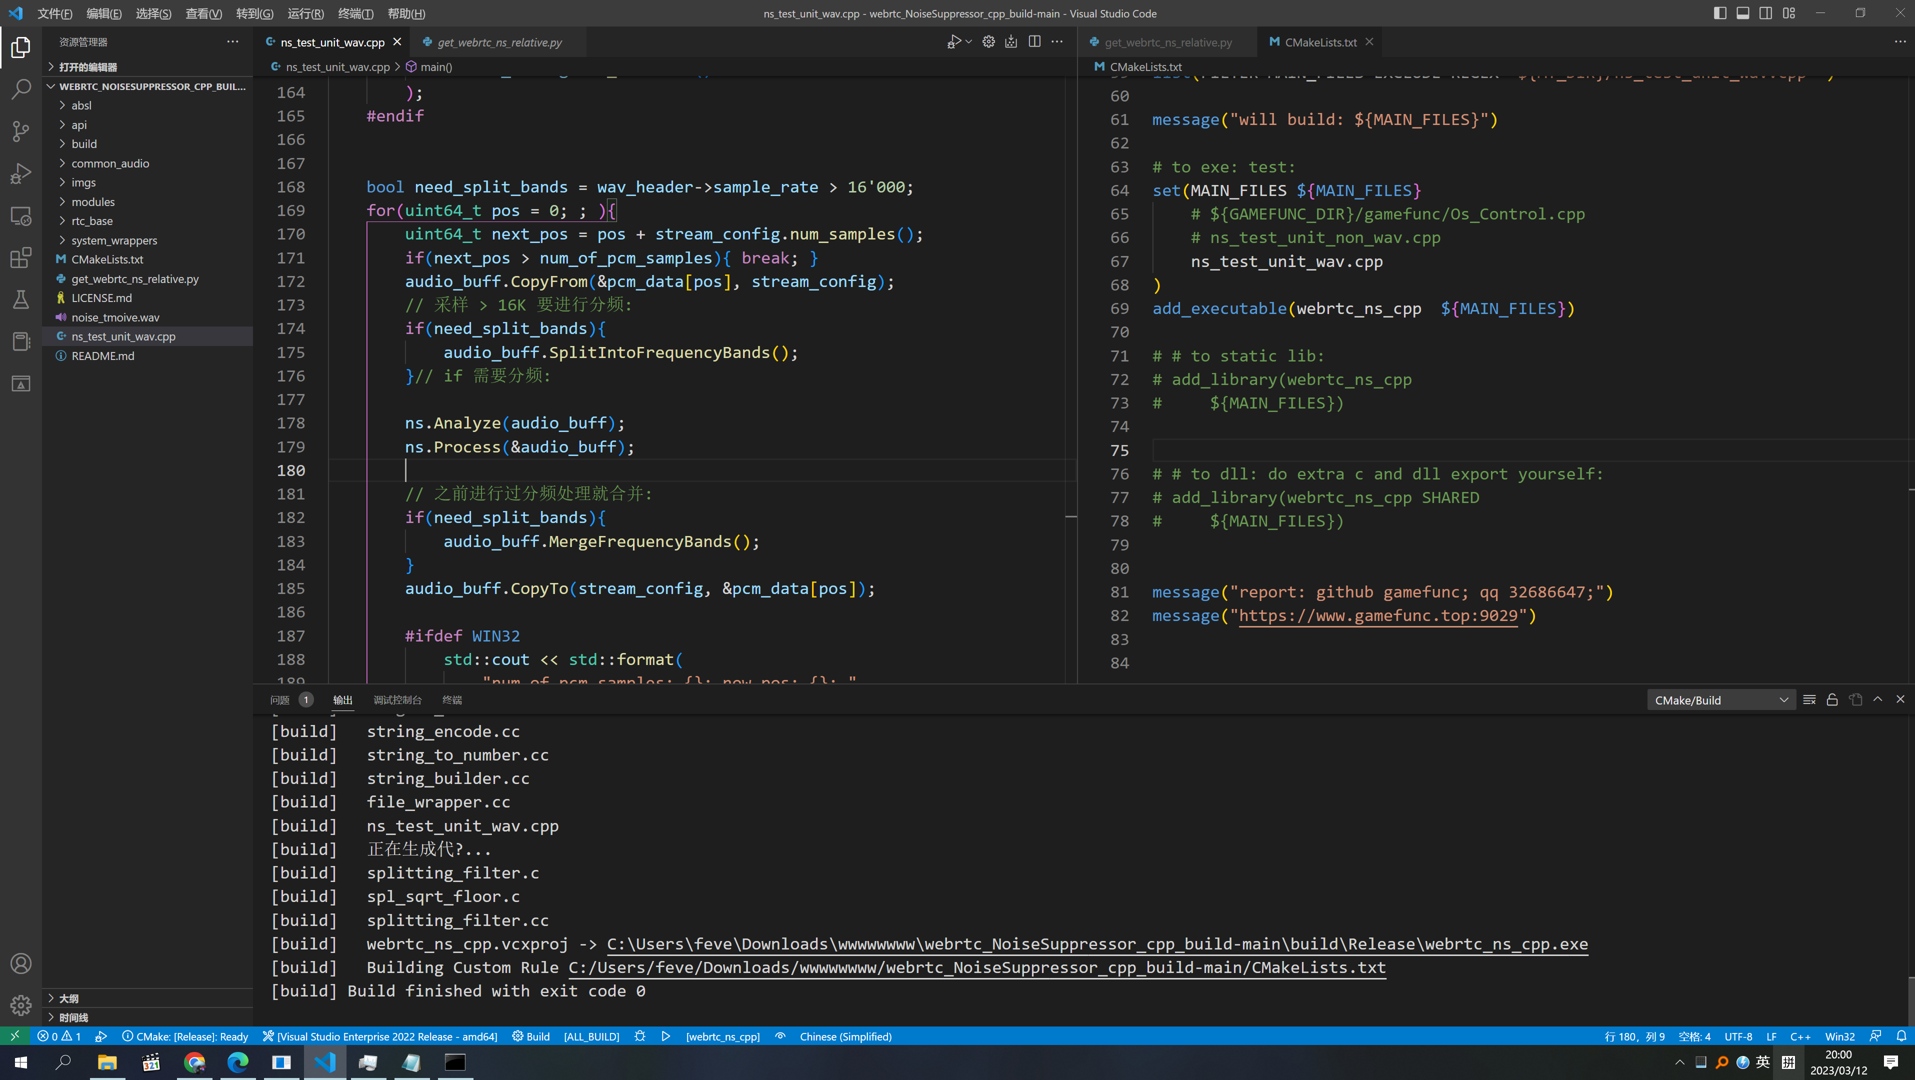 文件(F) 编辑(E) 选择(S) 查看(V) 转到(G) 运行(R) 终端(T) 帮助(H)
ns_test_unit_wav.cpp - webrtc_NoiseSuppressor_cpp_build-main - Visual Studio Code
资源管理器
打开的编辑器
WEBRTC_NOISESUPPRESSOR_CPP_BUIL...
absl
api
build
common_audio
imgs
modules
rtc_base
system_wrappers
CMakeLists.txt
get_webrtc_ns_relative.py
LICENSE.md
noise_tmoive.wav
ns_test_unit_wav.cpp
README.md
大纲
时间线
ns_test_unit_wav.cpp
get_webrtc_ns_relative.py
ns_test_unit_wav.cpp > main()
164 );
165 #endif
166
167
168 bool need_split_bands = wav_header->sample_rate > 16'000;
169 for(uint64_t pos = 0; ; ){
170 uint64_t next_pos = pos + stream_config.num_samples();
171 if(next_pos > num_of_pcm_samples){ break; }
172 audio_buff.CopyFrom(&pcm_data[pos], stream_config);
173 // 采样 > 16K 要进行分频:
174 if(need_split_bands){
175 audio_buff.SplitIntoFrequencyBands();
176 }// if 需要分频:
177
178 ns.Analyze(audio_buff);
179 ns.Process(&audio_buff);
180
181 // 之前进行过分频处理就合并:
182 if(need_split_bands){
183 audio_buff.MergeFrequencyBands();
184 }
185 audio_buff.CopyTo(stream_config, &pcm_data[pos]);
186
187 #ifdef WIN32
188 std::cout << std::format(
189 "num of pcm samples: {}; now pos: {}; "
get_webrtc_ns_relative.py
CMakeLists.txt
CMakeLists.txt
60
61 message("will build: ${MAIN_FILES}")
62
63 # to exe: test:
64 set(MAIN_FILES ${MAIN_FILES}
65 # ${GAMEFUNC_DIR}/gamefunc/Os_Control.cpp
66 # ns_test_unit_non_wav.cpp
67 ns_test_unit_wav.cpp
68 )
69 add_executable(webrtc_ns_cpp ${MAIN_FILES})
70
71 # # to static lib:
72 # add_library(webrtc_ns_cpp
73 # ${MAIN_FILES})
74
75
76 # # to dll: do extra c and dll export yourself:
77 # add_library(webrtc_ns_cpp SHARED
78 # ${MAIN_FILES})
79
80
81 message("report: github gamefunc; qq 32686647;")
82 message("https://www.gamefunc.top:9029")
83
84
问题 1 输出 调试控制台 终端
CMake/Build
[build] string_encode.cc
[build] string_to_number.cc
[build] string_builder.cc
[build] file_wrapper.cc
[build] ns_test_unit_wav.cpp
[build] 正在生成代?...
[build] splitting_filter.c
[build] spl_sqrt_floor.c
[build] splitting_filter.cc
[build] webrtc_ns_cpp.vcxproj -> C:\Users\feve\Downloads\wwwwwwww\webrtc_NoiseSuppressor_cpp_build-main\build\Release\webrtc_ns_cpp.exe
[build] Building Custom Rule C:/Users/feve/Downloads/wwwwwwww/webrtc_NoiseSuppressor_cpp_build-main/CMakeLists.txt
[build] Build finished with exit code 0
0 1 CMake: [Release]: Ready [Visual Studio Enterprise 2022 Release - amd64] Build [ALL_BUILD] [webrtc_ns_cpp] Chinese (Simplified)
行 180，列 9 空格: 4 UTF-8 LF C++ Win32
321
英 拼
20:00
2023/03/12